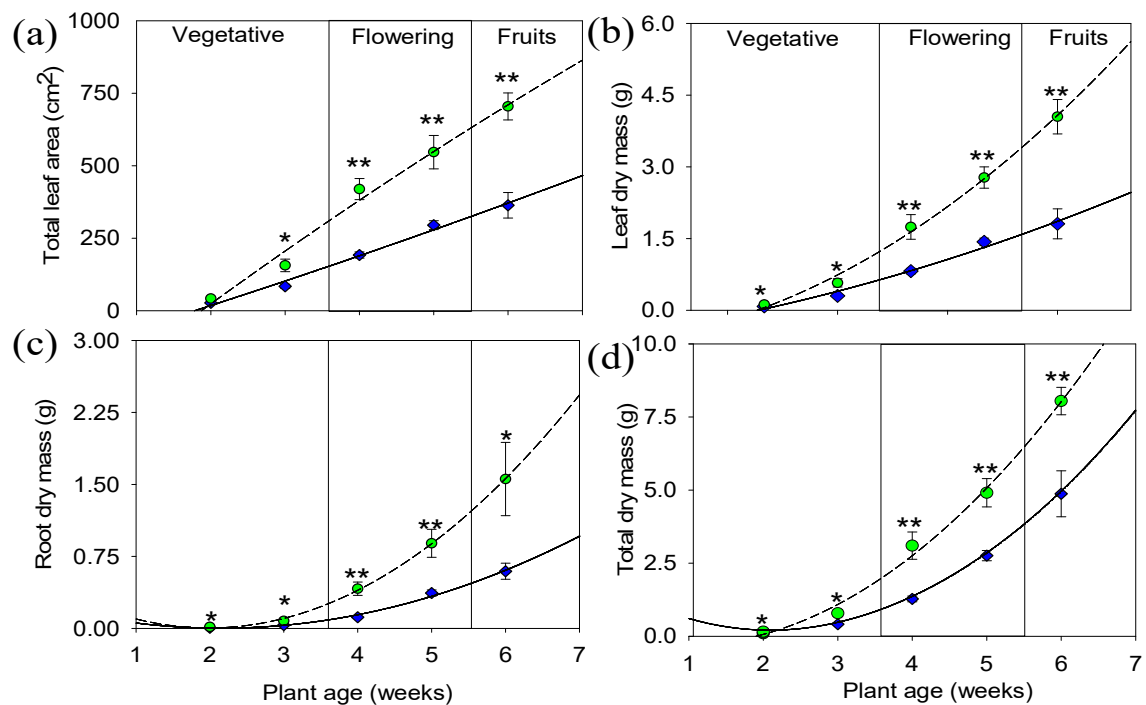 (a)
Vegetative
Flowering
Fruits
Total leaf area (cm2)
1000
750
500
250
0
*
**
**
**
(b)
Vegetative
Flowering
Fruits
Leaf dry mass (g)
6.0
4.5
3.0
1.5
0.0
*
*
**
**
**
(c)
Root dry mass (g)
3.00
2.25
1.50
0.75
0.00
*
*
**
**
*
1 2 3 4 5 6 7
Plant age (weeks)
(d)
Total dry mass (g)
10.0
7.5
5.0
2.5
0.0
*
*
**
**
**
1 2 3 4 5 6 7
Plant age (weeks)